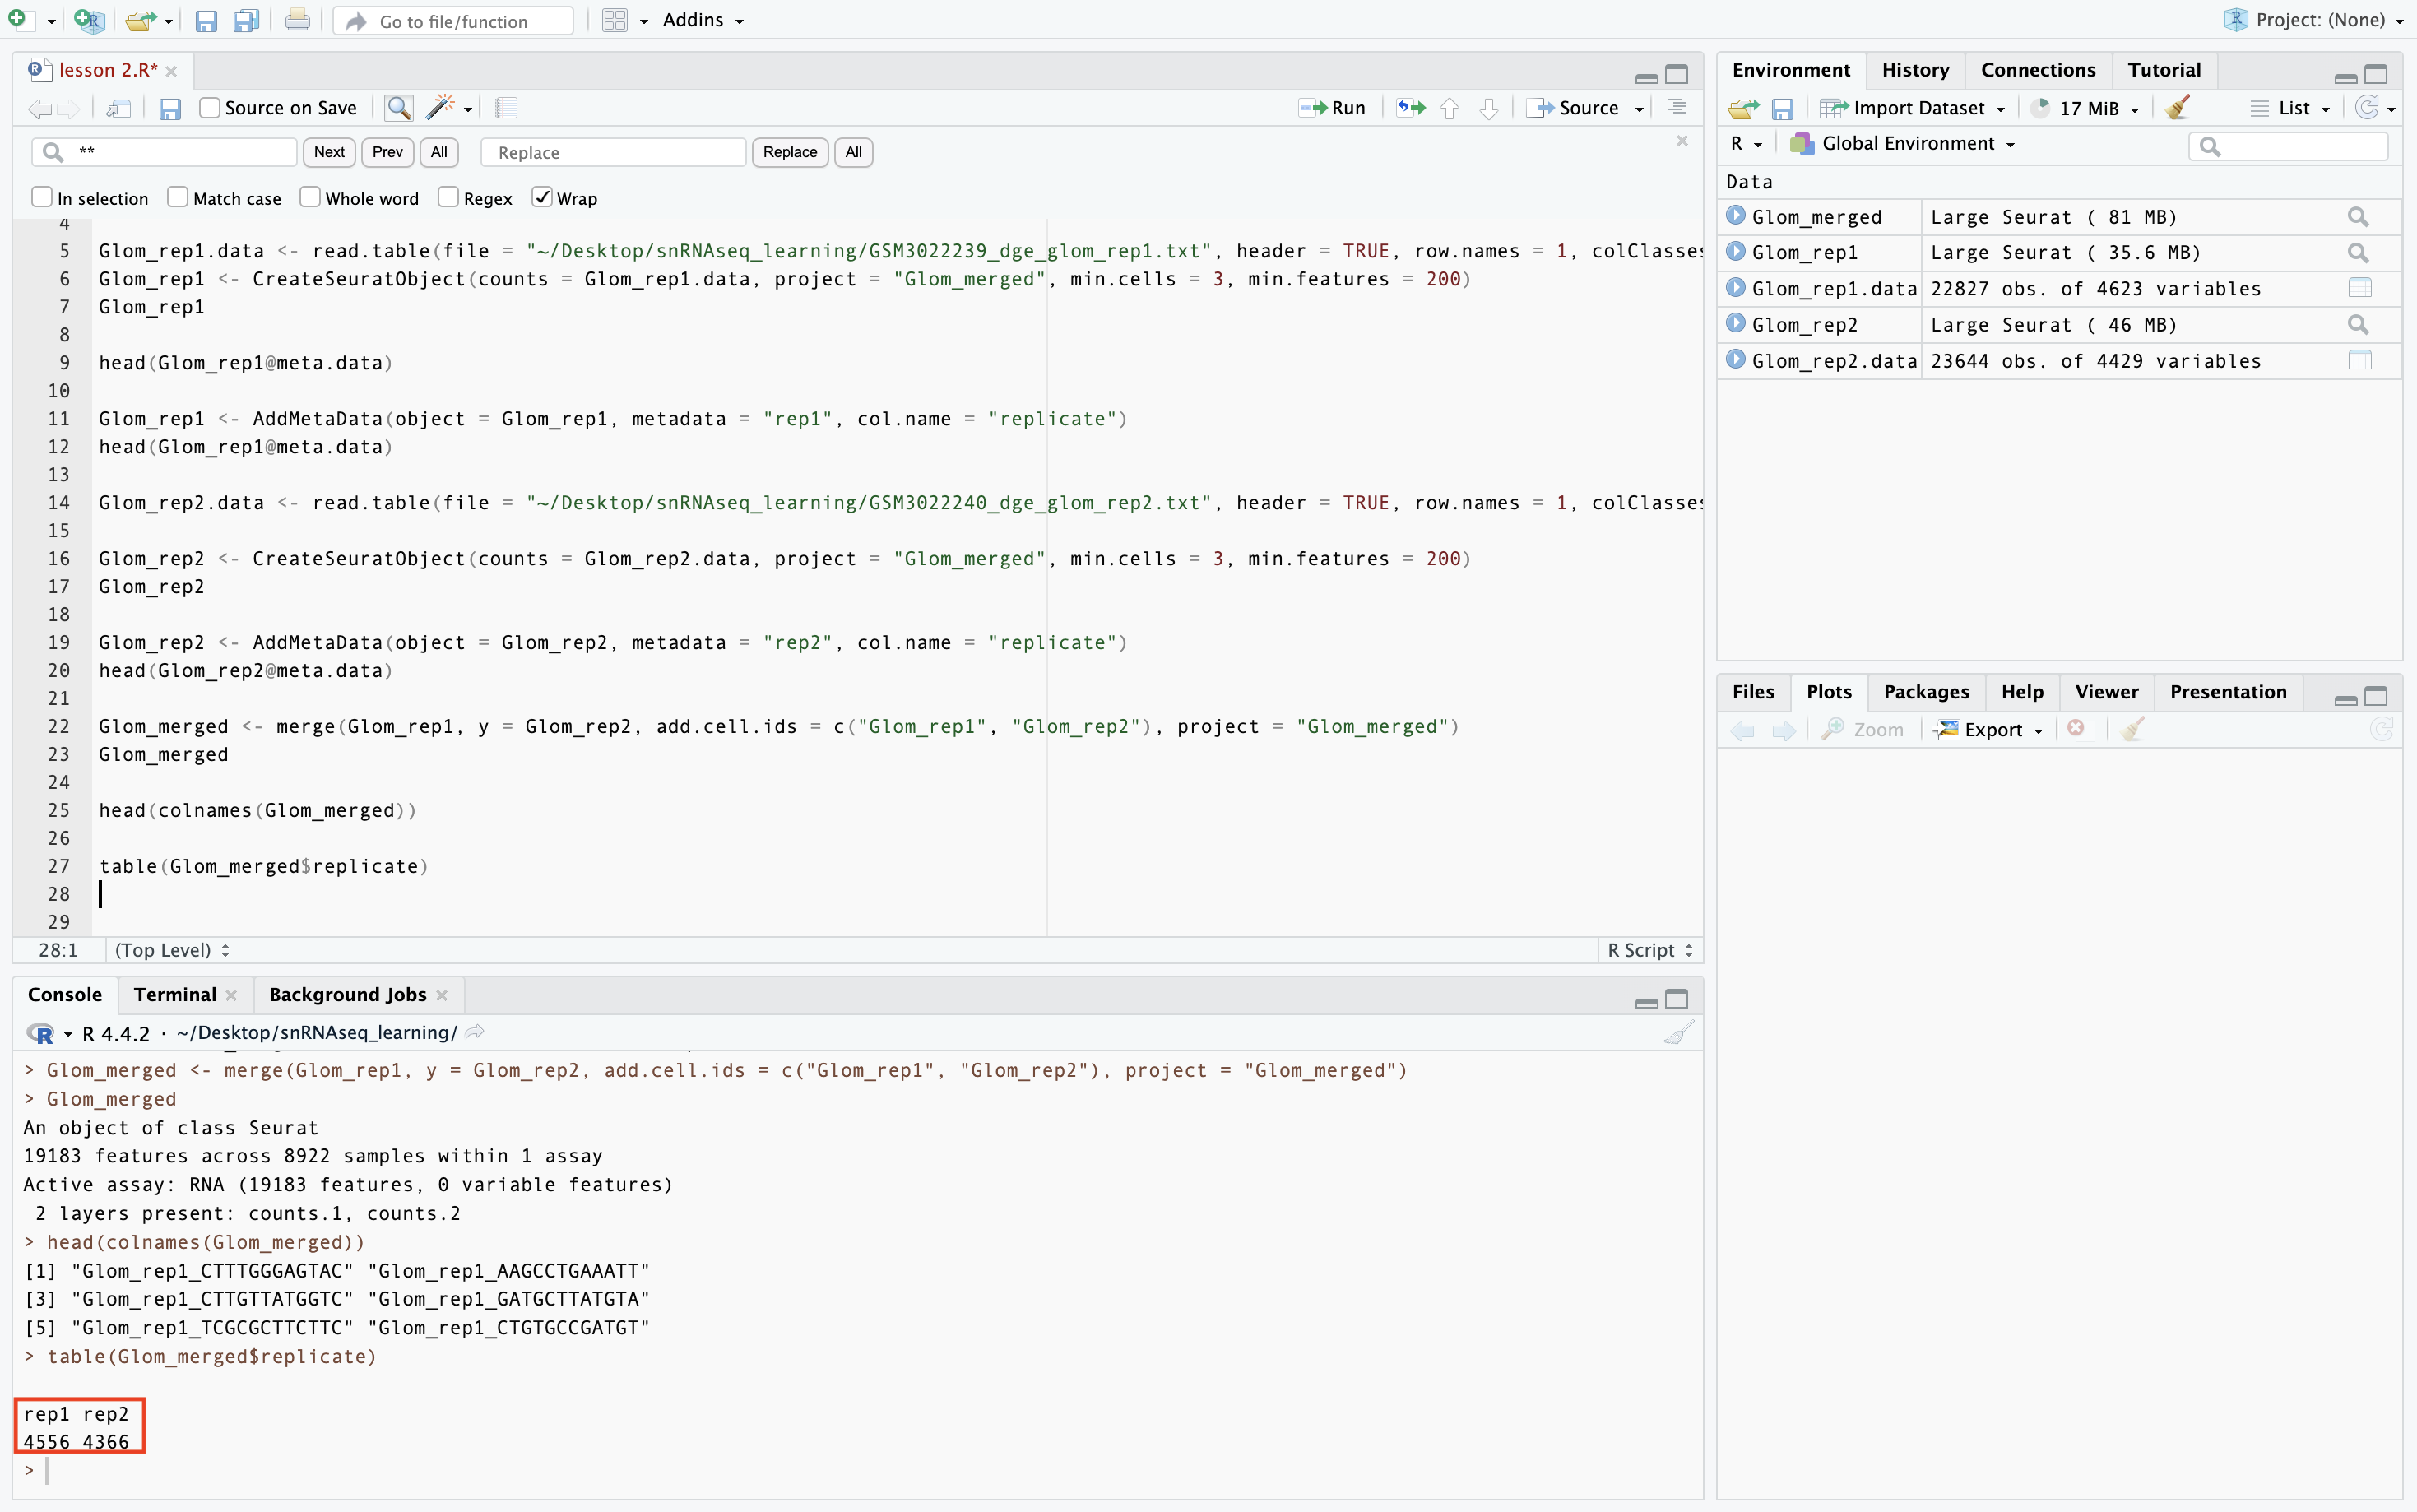 Go to file/function
Addins
Project: (None)
lesson 2.R*
Source on Save
Run
Source
**
Next
Prev
All
Replace
Replace
All
In selection
Match case
Whole word
Regex
Wrap
4
5 Glom_rep1.data <- read.table(file = "~/Desktop/snRNAseq_learning/GSM3022239_dge_glom_rep1.txt", header = TRUE, row.names = 1, colClasses
6 Glom_rep1 <- CreateSeuratObject(counts = Glom_rep1.data, project = "Glom_merged", min.cells = 3, min.features = 200)
7 Glom_rep1
8
9 head(Glom_rep1@meta.data)
10
11 Glom_rep1 <- AddMetaData(object = Glom_rep1, metadata = "rep1", col.name = "replicate")
12 head(Glom_rep1@meta.data)
13
14 Glom_rep2.data <- read.table(file = "~/Desktop/snRNAseq_learning/GSM3022240_dge_glom_rep2.txt", header = TRUE, row.names = 1, colClasses
15
16 Glom_rep2 <- CreateSeuratObject(counts = Glom_rep2.data, project = "Glom_merged", min.cells = 3, min.features = 200)
17 Glom_rep2
18
19 Glom_rep2 <- AddMetaData(object = Glom_rep2, metadata = "rep2", col.name = "replicate")
20 head(Glom_rep2@meta.data)
21
22 Glom_merged <- merge(Glom_rep1, y = Glom_rep2, add.cell.ids = c("Glom_rep1", "Glom_rep2"), project = "Glom_merged")
23 Glom_merged
24
25 head(colnames(Glom_merged))
26
27 table(Glom_merged$replicate)
28
29
28:1 (Top Level)
R Script
Console
Terminal
Background Jobs
R 4.4.2 · ~/Desktop/snRNAseq_learning/
> Glom_merged <- merge(Glom_rep1, y = Glom_rep2, add.cell.ids = c("Glom_rep1", "Glom_rep2"), project = "Glom_merged")
> Glom_merged
An object of class Seurat
19183 features across 8922 samples within 1 assay
Active assay: RNA (19183 features, 0 variable features)
2 layers present: counts.1, counts.2
> head(colnames(Glom_merged))
[1] "Glom_rep1_CTTTGGGAGTAC" "Glom_rep1_AAGCCTGAAATT"
[3] "Glom_rep1_CTTGTTATGGTC" "Glom_rep1_GATGCTTATGTA"
[5] "Glom_rep1_TCGCGCTTCTTC" "Glom_rep1_CTGTGCCGATGT"
> table(Glom_merged$replicate)
rep1 rep2
4556 4366
>
Environment
History
Connections
Tutorial
Import Dataset
17 MiB
List
R
Global Environment
Data
Glom_merged Large Seurat ( 81 MB)
Glom_rep1 Large Seurat ( 35.6 MB)
Glom_rep1.data 22827 obs. of 4623 variables
Glom_rep2 Large Seurat ( 46 MB)
Glom_rep2.data 23644 obs. of 4429 variables
Files
Plots
Packages
Help
Viewer
Presentation
Zoom
Export